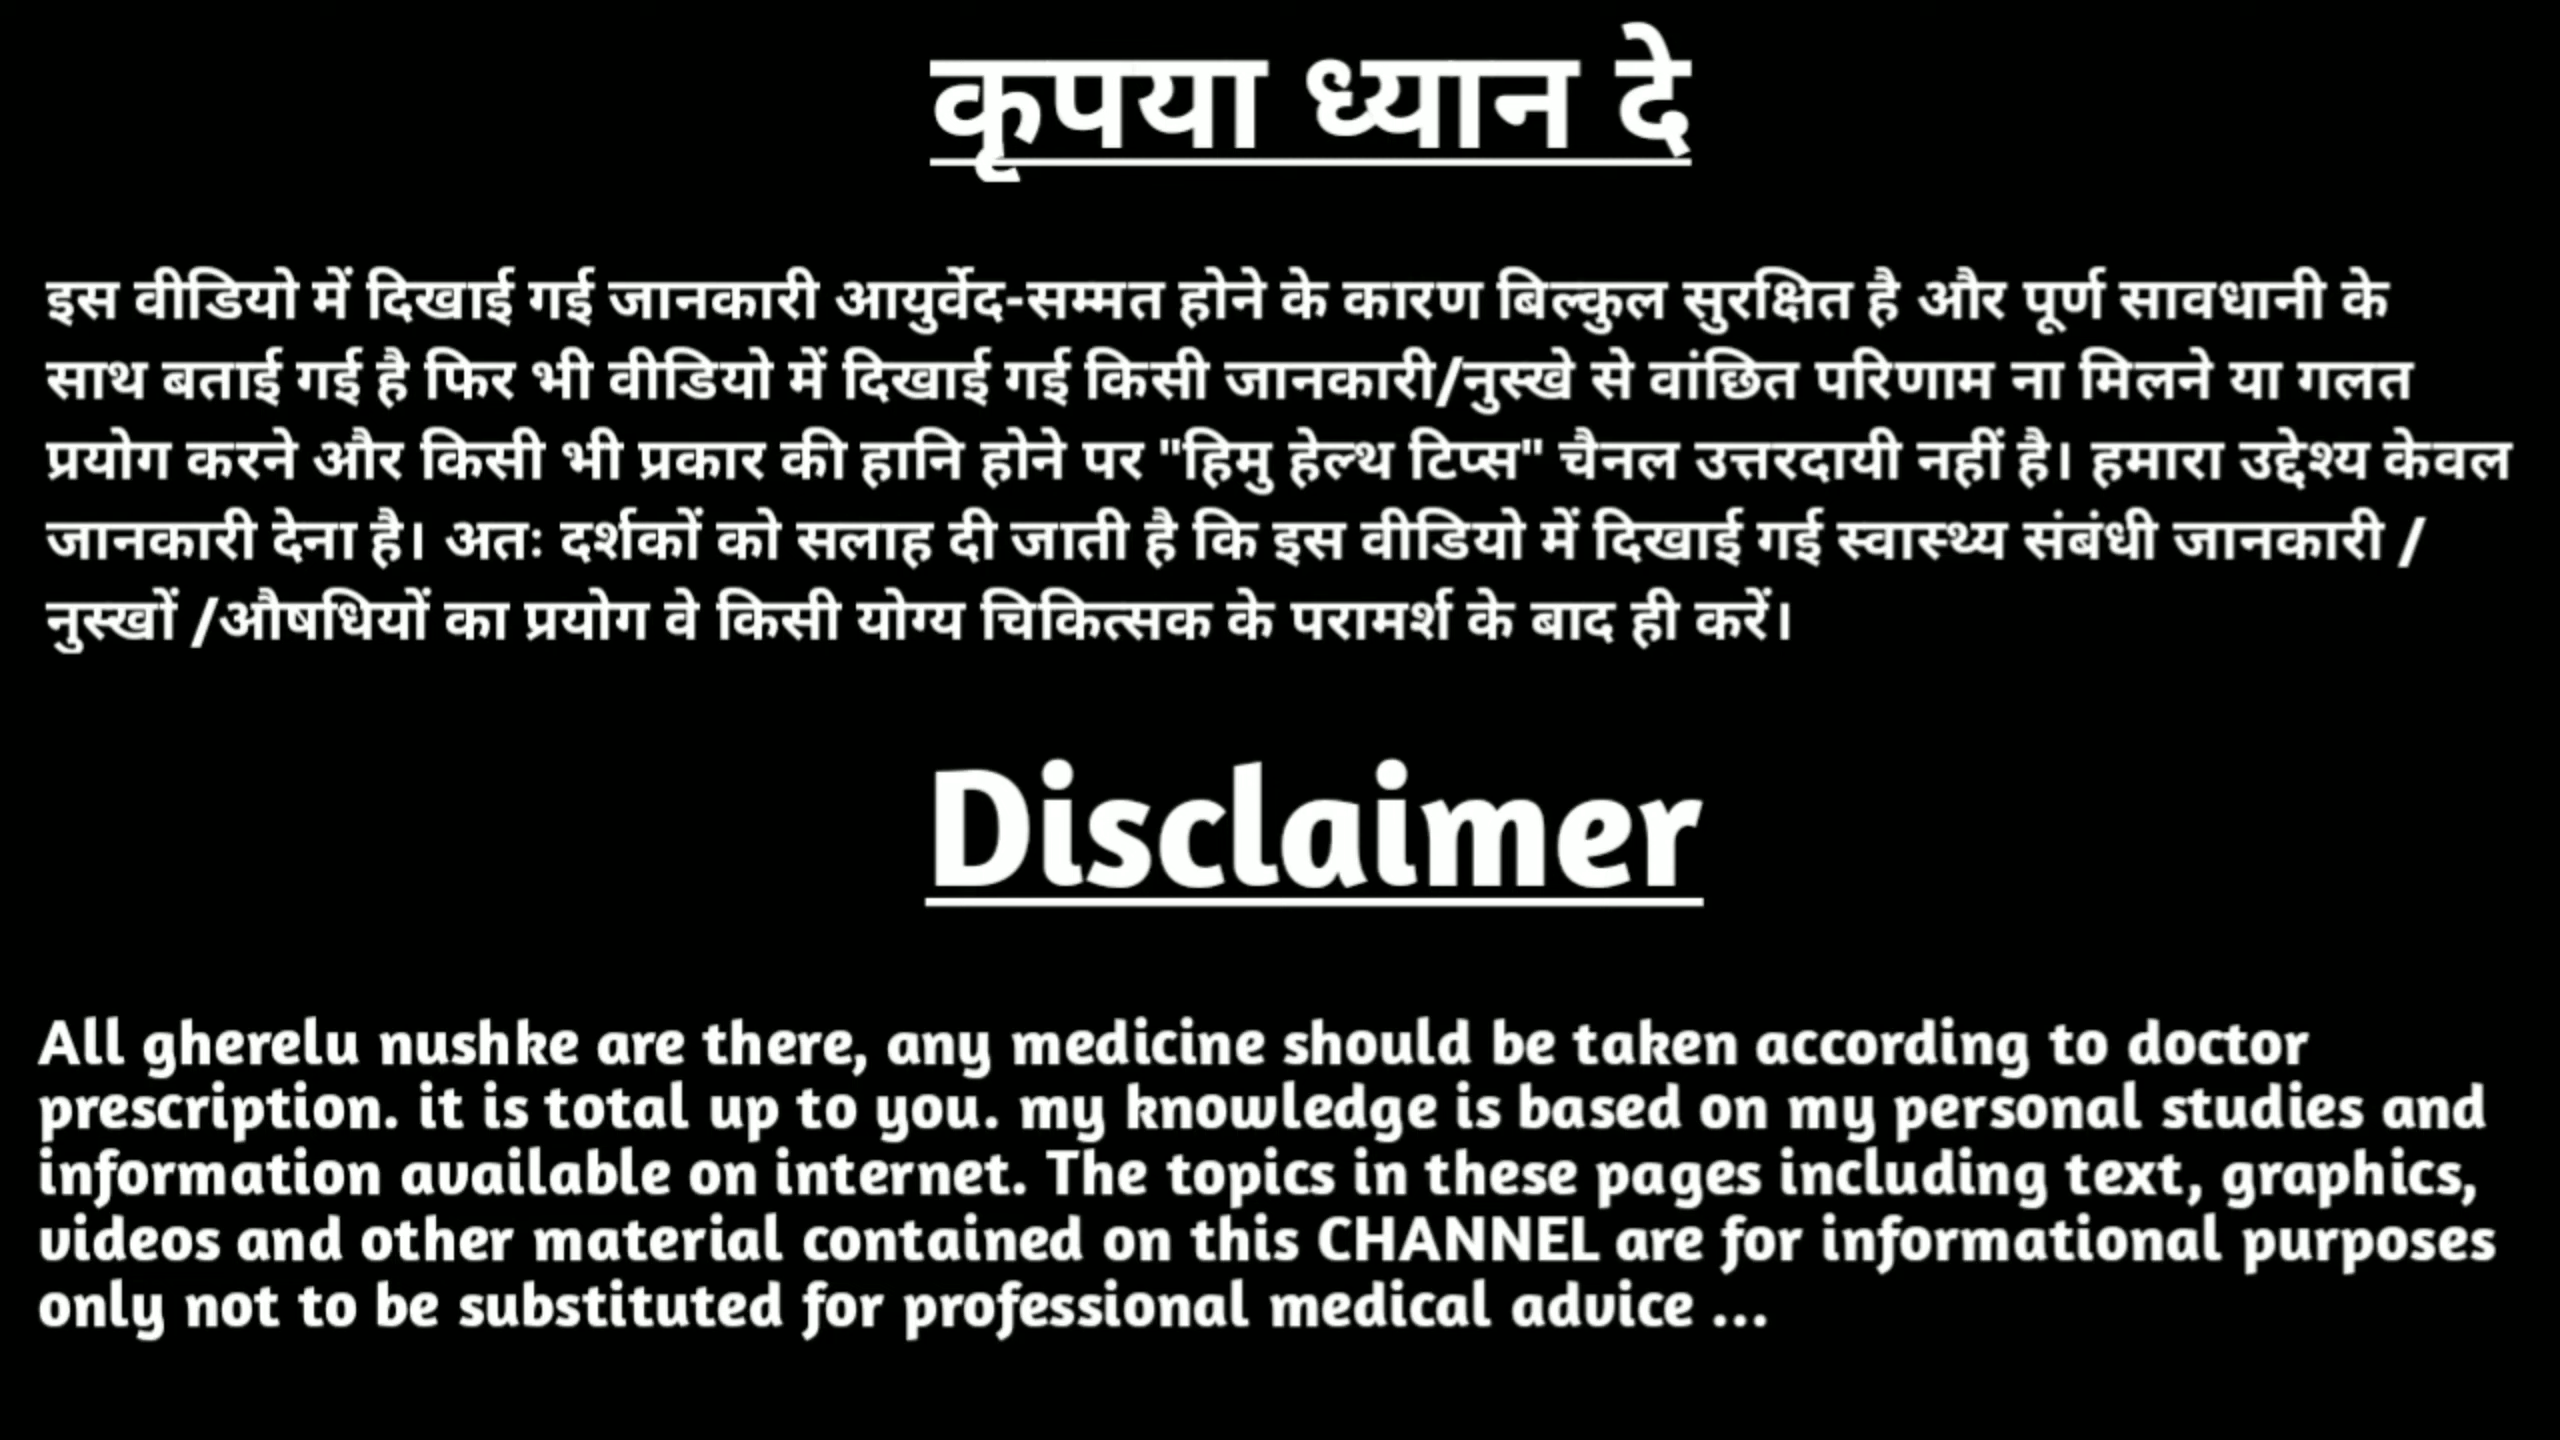 कृपया ध्यान दे
इस वीडियो में दिखाई गई जानकारी आयुर्वेद-सम्मत होने के कारण बिल्कुल सुरक्षित है और पूर्ण सावधानी के
साथ बताई गई है फिर भी वीडियो में दिखाई गई किसी जानकारी/नुस्खे से वांछित परिणाम ना मिलने या गलत
प्रयोग करने और किसी भी प्रकार की हानि होने पर "हिमु हेल्थ टिप्स" चैनल उत्तरदायी नहीं है। हमारा उद्देश्य केवल
जानकारी देना है। अतः दर्शकों को सलाह दी जाती है कि इस वीडियो में दिखाई गई स्वास्थ्य संबंधी जानकारी /
नुस्खों /औषधियों का प्रयोग वे किसी योग्य चिकित्सक के परामर्श के बाद ही करें।
Disclaimer
All gherelu nushke are there, any medicine should be taken according to doctor
prescription. it is total up to you. my knowledge is based on my personal studies and
information available on internet. The topics in these pages including text, graphics,
videos and other material contained on this CHANNEL are for informational purposes
only not to be substituted for professional medical advice ...